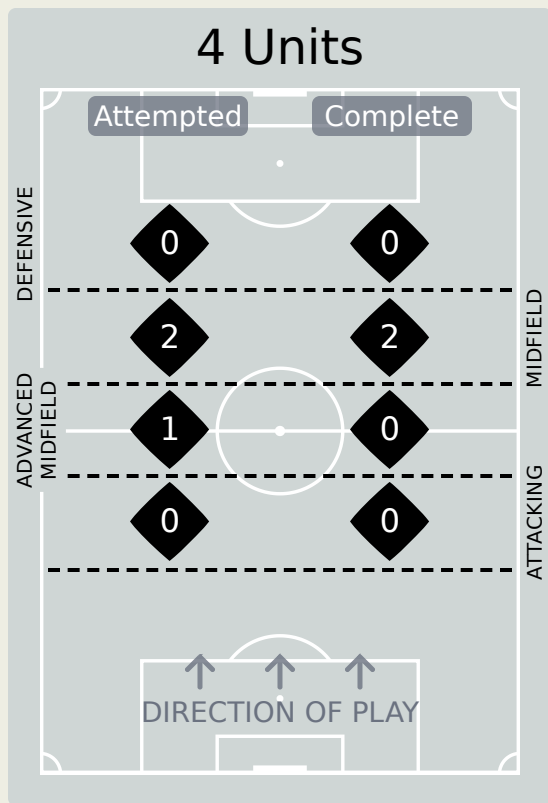 4 Units
Attempted Complete
DEFENSIVE
0 0
MIDFIELD
2 2
ADVANCED
MIDFIELD
1 0
ATTACKING
0 0
DIRECTION OF PLAY